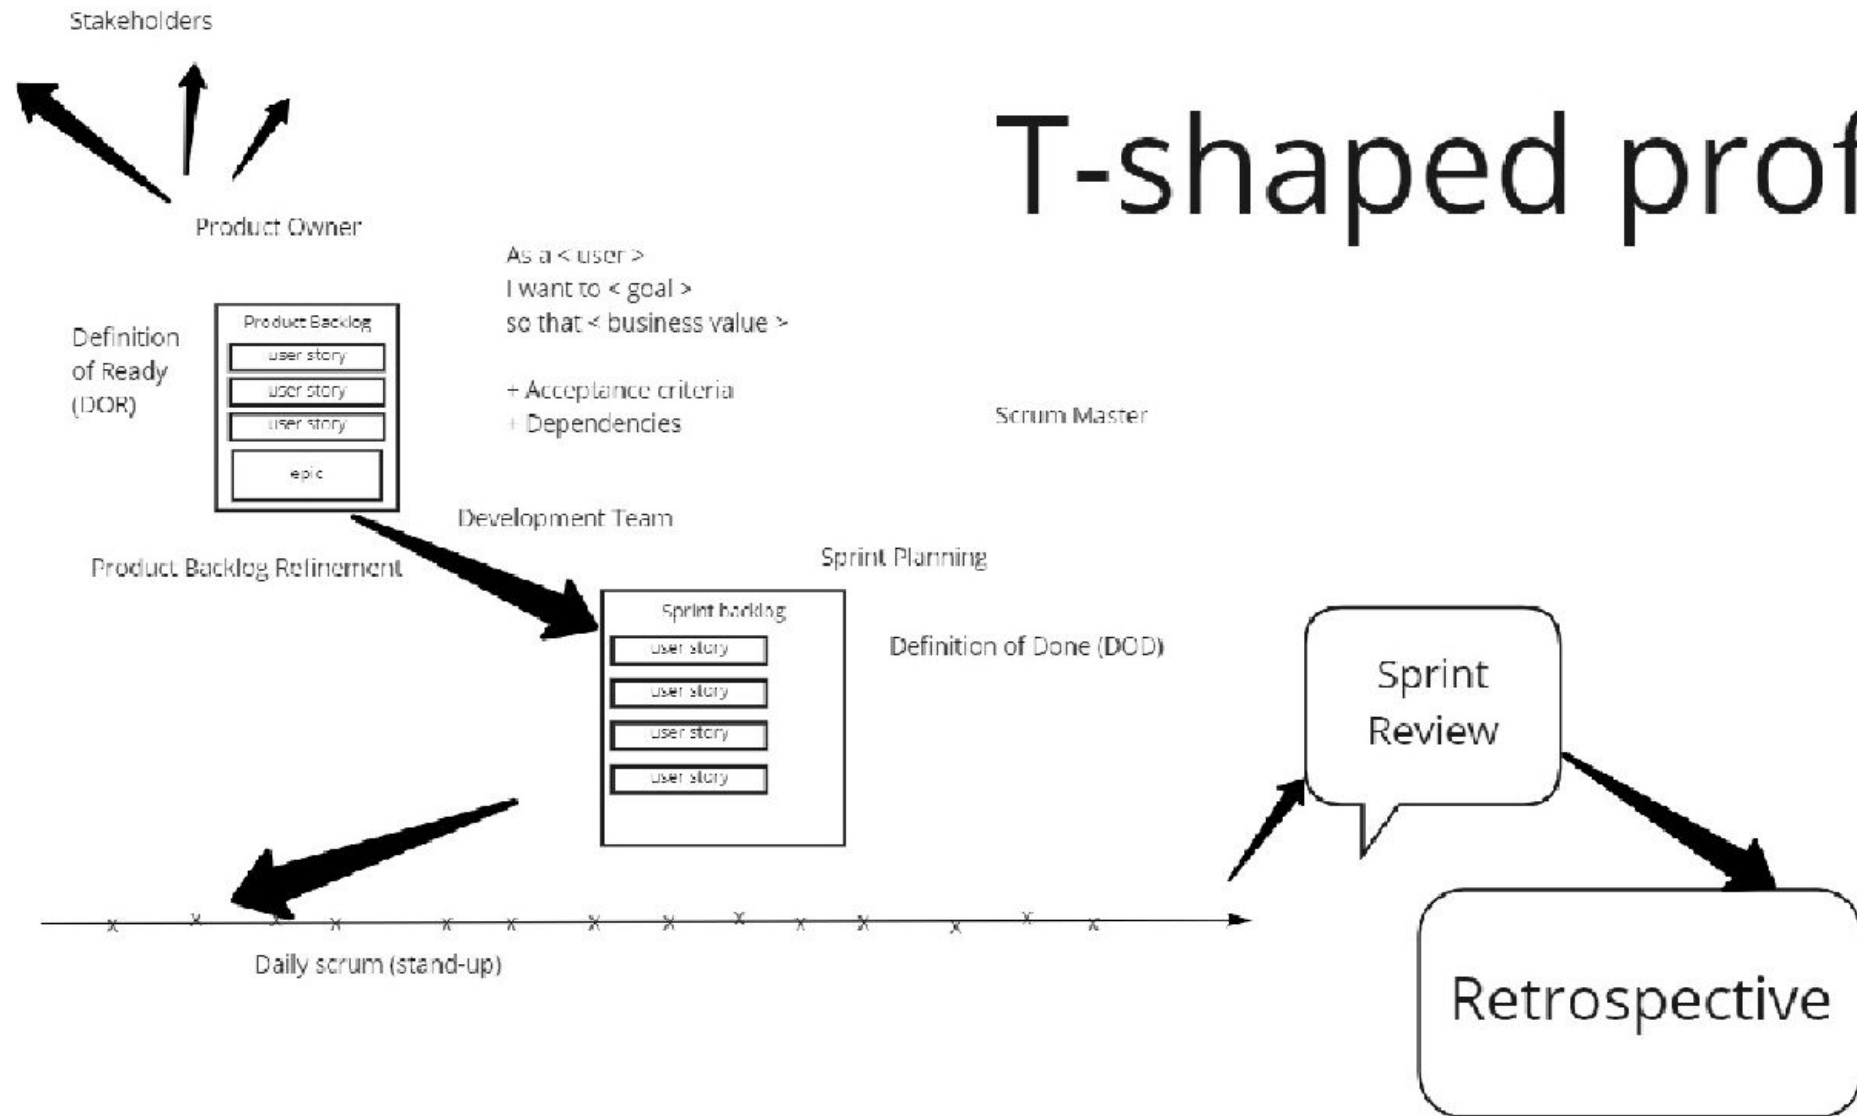 Stakeholders
T-shaped prof
Product Owner
As a < user >
I want to < goal >
so that < business value >
+ Acceptance criteria
+ Dependencies
Definition
of Ready
(DOR)
Product Backlog
user story
user story
user story
epic
Scrum Master
Development Team
Product Backlog Refinement
Sprint Planning
Sprint backlog
user story
user story
user story
user story
Definition of Done (DOD)
Sprint
Review
x x x x x x x x x x x x x x
Daily scrum (stand-up)
Retrospective